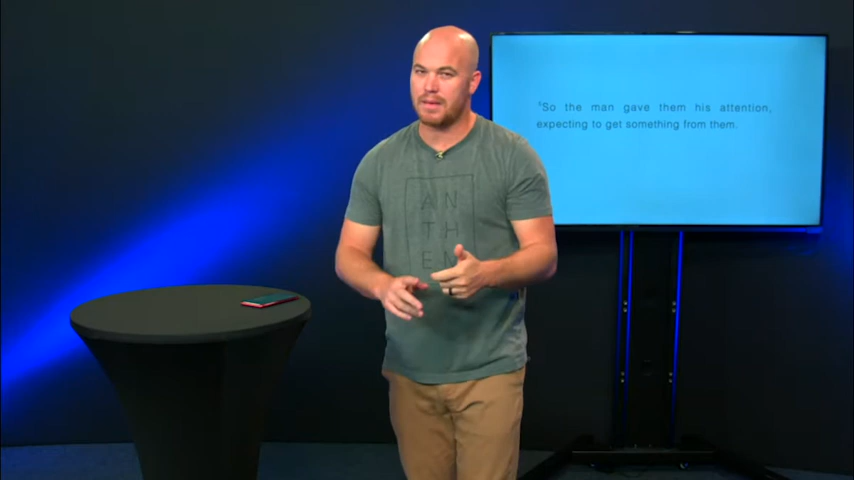 ⁵So the man gave them his attention,
expecting to get something from them.
AN
TH
EM